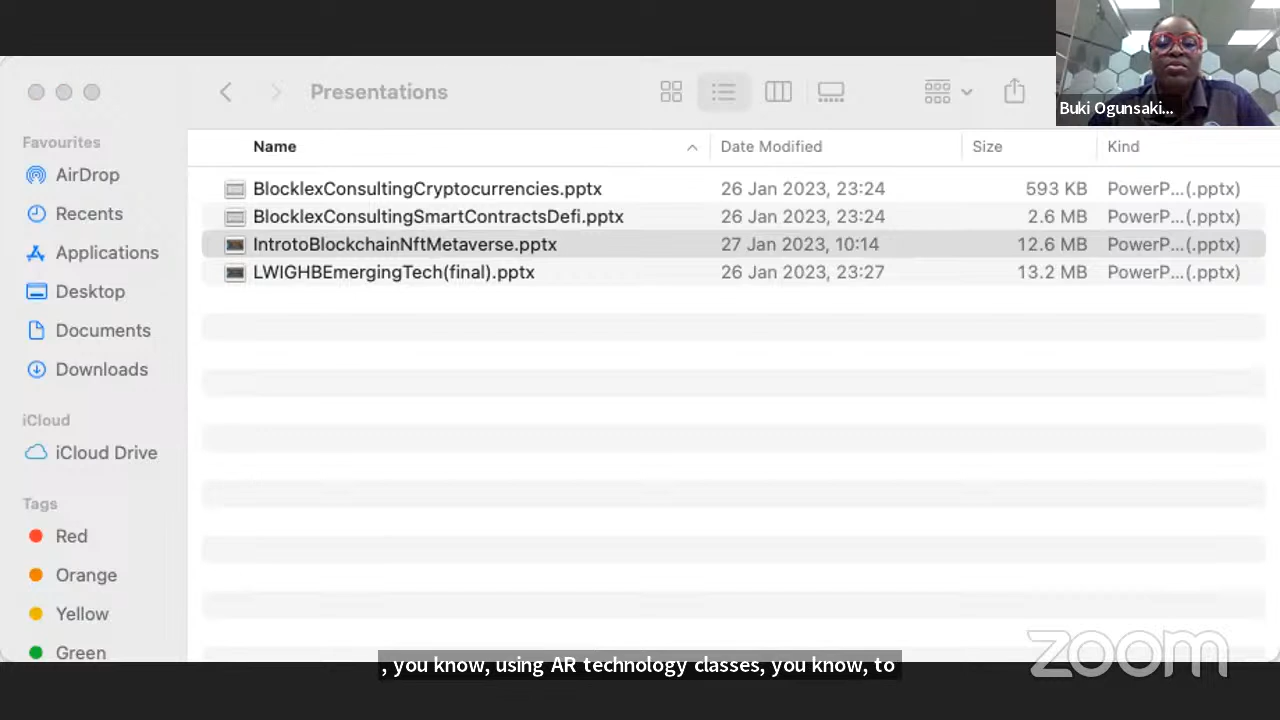 Presentations
Buki Ogunsaki...
Favourites
AirDrop
Recents
Applications
Desktop
Documents
Downloads
iCloud
iCloud Drive
Tags
Red
Orange
Yellow
Green
Name Date Modified Size Kind
BlocklexConsultingCryptocurrencies.pptx 26 Jan 2023, 23:24 593 KB PowerP...(.pptx)
BlocklexConsultingSmartContractsDefi.pptx 26 Jan 2023, 23:24 2.6 MB PowerP...(.pptx)
IntrotoBlockchainNftMetaverse.pptx 27 Jan 2023, 10:14 12.6 MB PowerP...(.pptx)
LWIGHBEmergingTech(final).pptx 26 Jan 2023, 23:27 13.2 MB PowerP...(.pptx)
zoom
, you know, using AR technology classes, you know, to